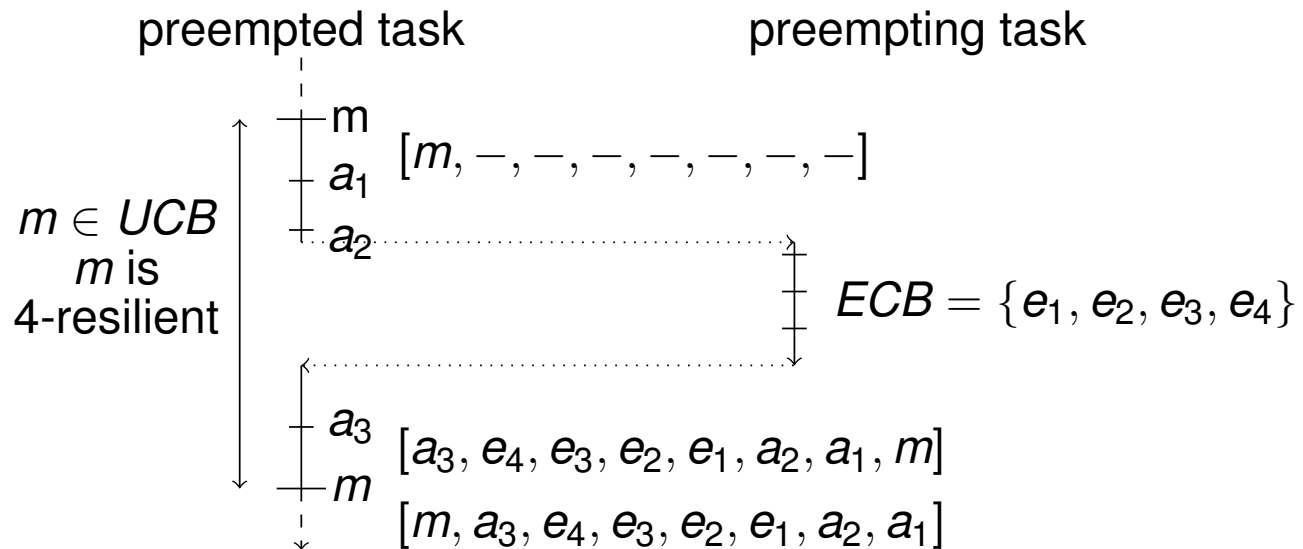 preempted task
preempting task
m
[m, −, −, −, −, −, −, −]
a₁
m ∈ UCB
m is
4-resilient
a₂
ECB = {e₁, e₂, e₃, e₄}
a₃
[a₃, e₄, e₃, e₂, e₁, a₂, a₁, m]
m
[m, a₃, e₄, e₃, e₂, e₁, a₂, a₁]